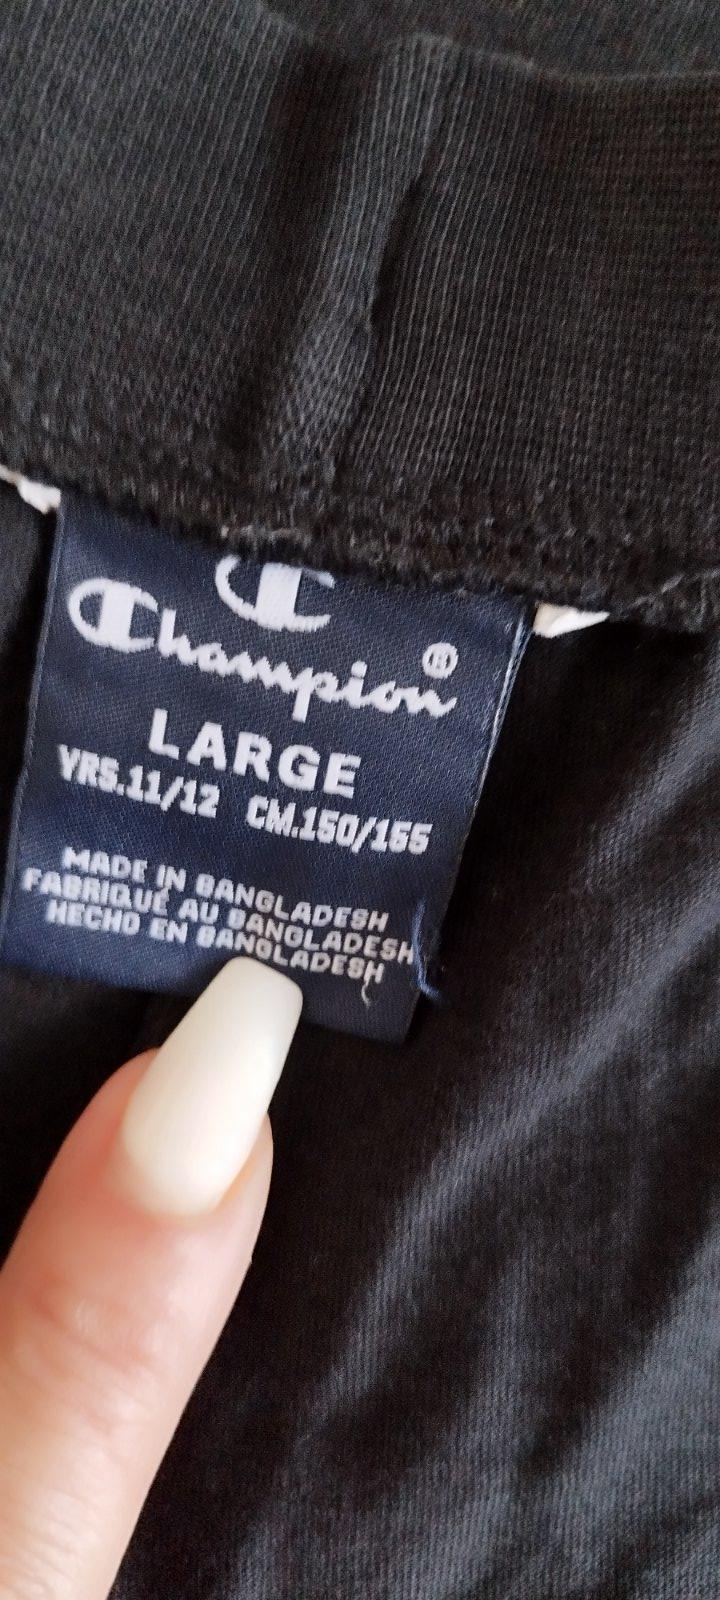 Champion®
LARGE
YRS.11/12 CM.150/155
MADE IN BANGLADESH
FABRIQUÉ AU BANGLADESH
HECHO EN BANGLADESH